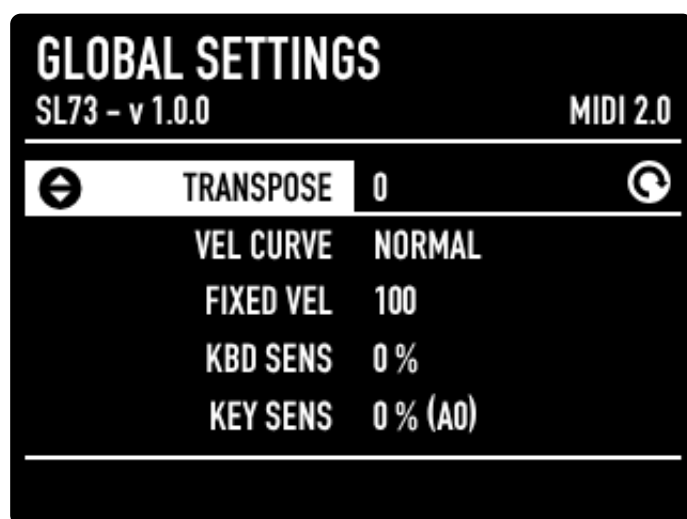 GLOBAL SETTINGS
SL73 – v 1.0.0 MIDI 2.0
TRANSPOSE 0
VEL CURVE NORMAL
FIXED VEL 100
KBD SENS 0 %
KEY SENS 0 % (A0)